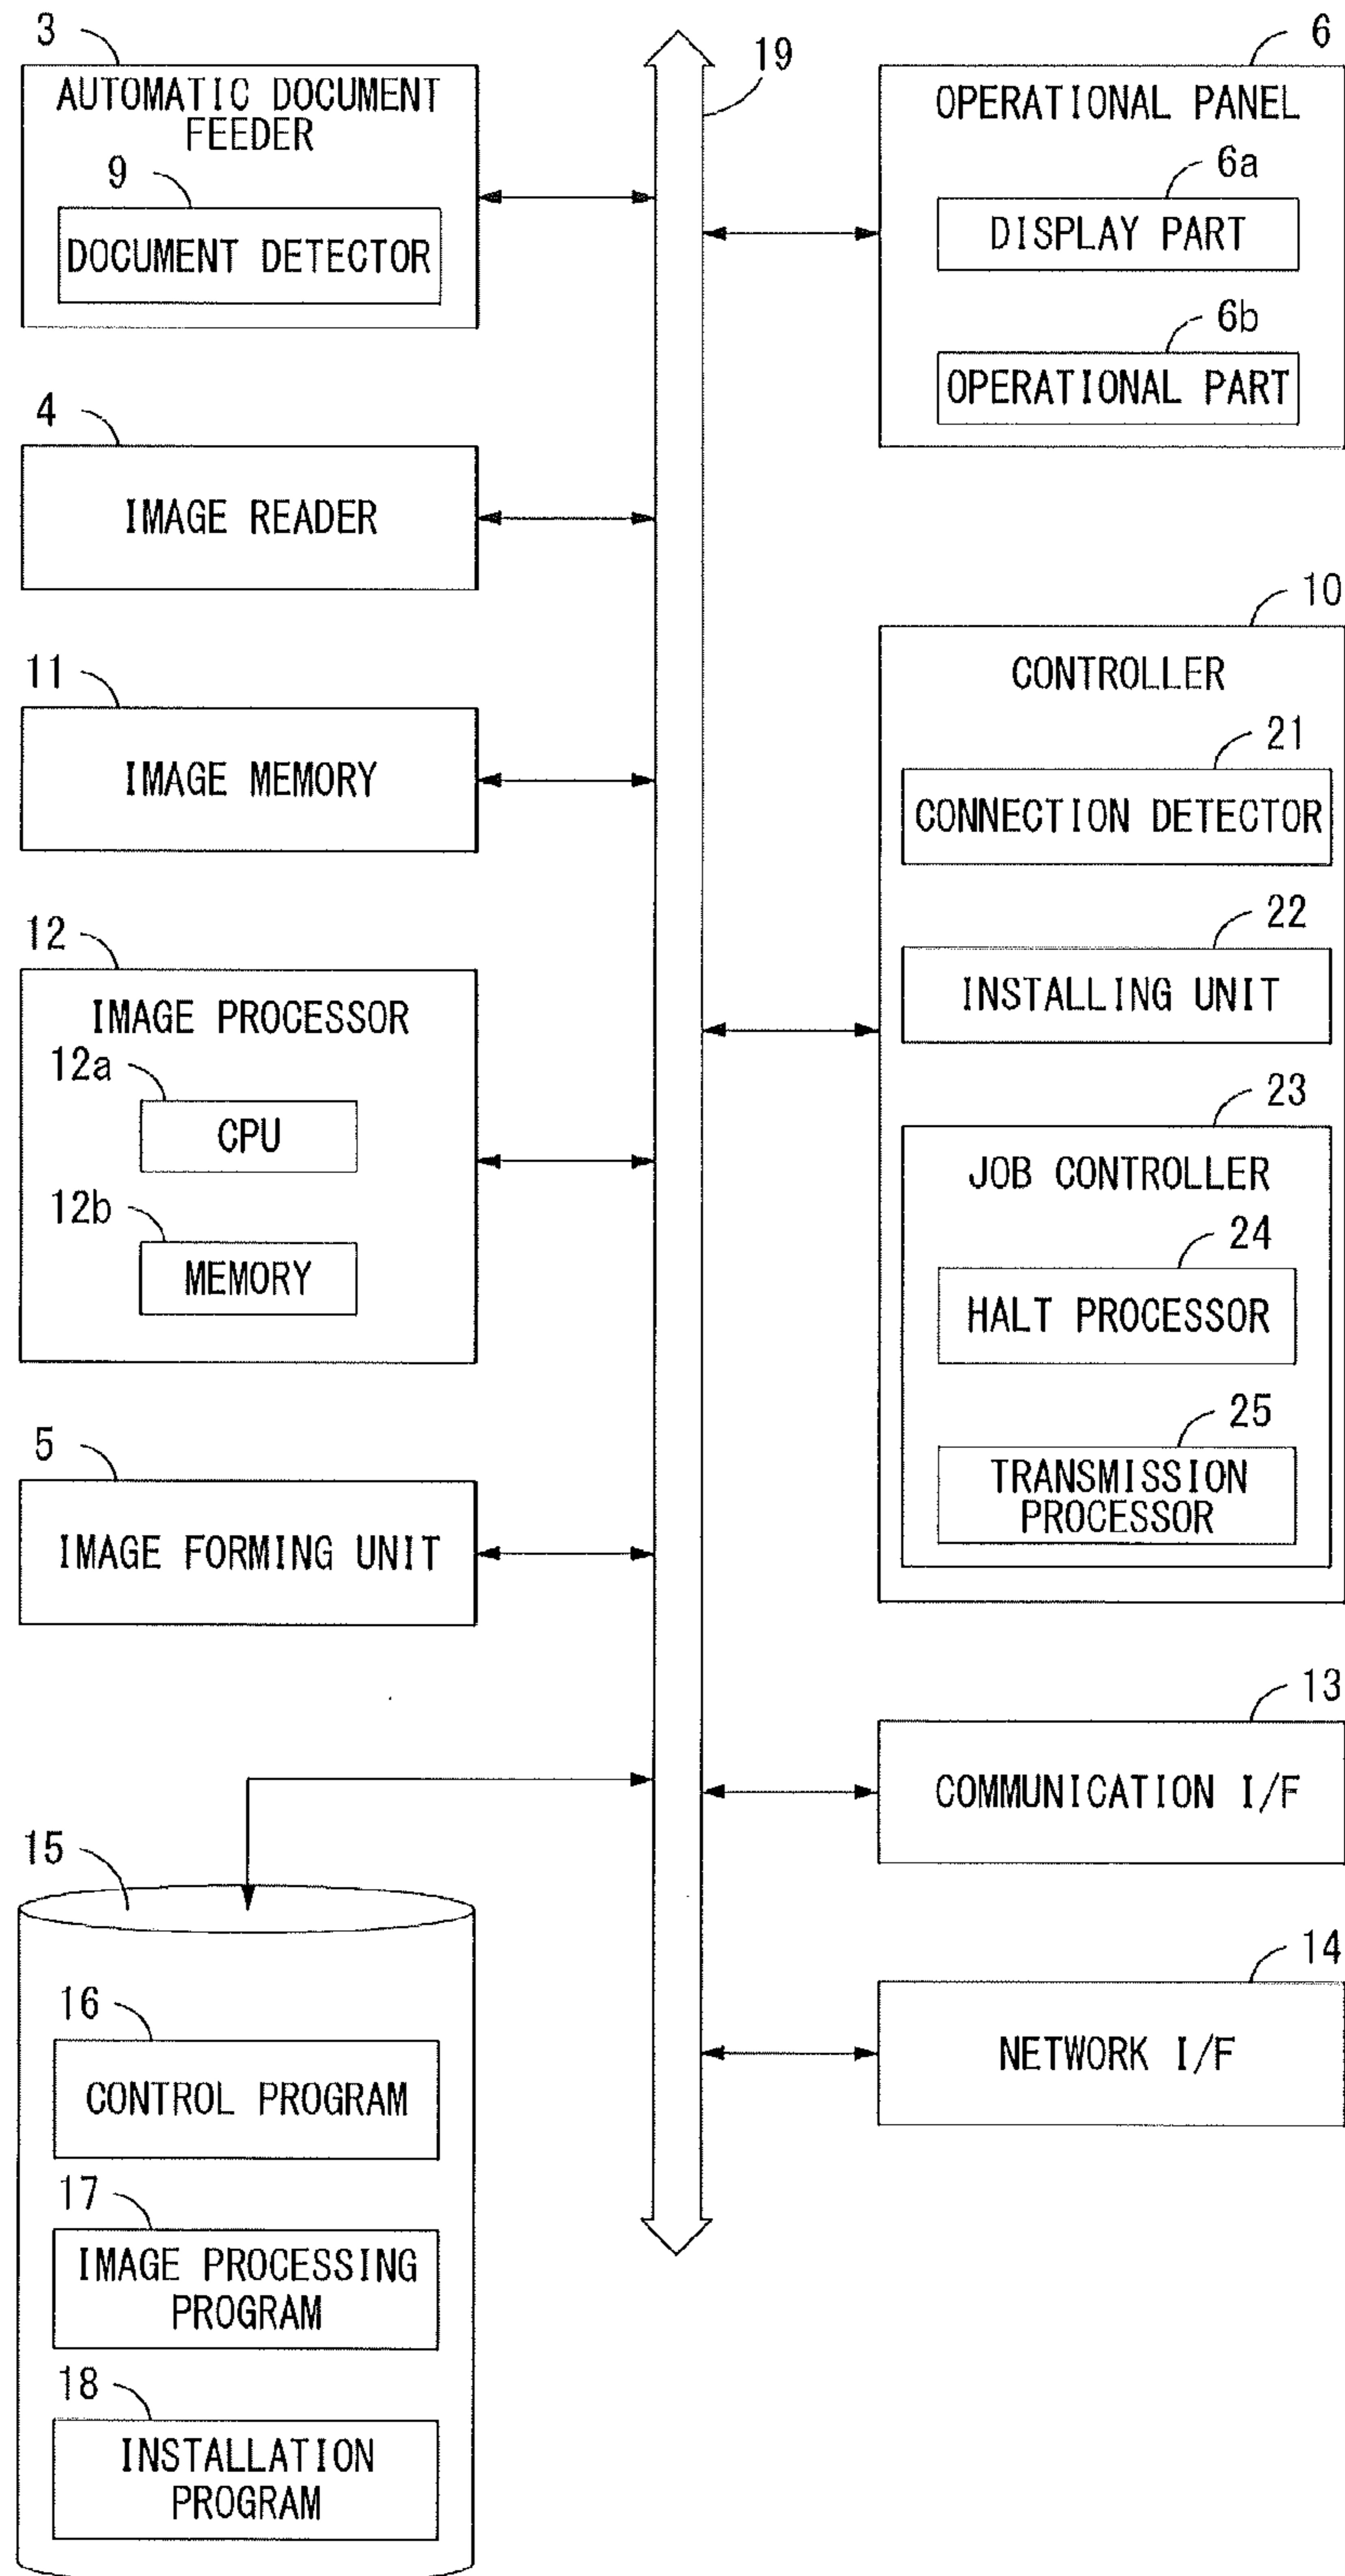 3
AUTOMATIC DOCUMENT
FEEDER
9
DOCUMENT DETECTOR
4
IMAGE READER
11
IMAGE MEMORY
12
IMAGE PROCESSOR
12a
CPU
12b
MEMORY
5
IMAGE FORMING UNIT
15
16
CONTROL PROGRAM
17
IMAGE PROCESSING
PROGRAM
18
INSTALLATION
PROGRAM
19
6
OPERATIONAL PANEL
6a
DISPLAY PART
6b
OPERATIONAL PART
10
CONTROLLER
21
CONNECTION DETECTOR
22
INSTALLING UNIT
23
JOB CONTROLLER
24
HALT PROCESSOR
25
TRANSMISSION
PROCESSOR
13
COMMUNICATION I/F
14
NETWORK I/F